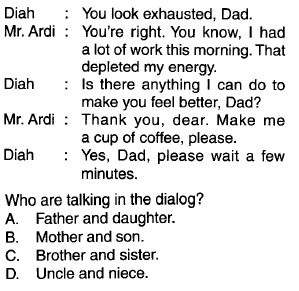 Diah : You look exhausted, Dad.
Mr. Ardi : You're right. You know, I had
a lot of work this morning. That
depleted my energy.
Diah : Is there anything I can do to
make you feel better, Dad?
Mr. Ardi : Thank you, dear. Make me
a cup of coffee, please.
Diah : Yes, Dad, please wait a few
minutes.
Who are talking in the dialog?
A. Father and daughter.
B. Mother and son.
C. Brother and sister.
D. Uncle and niece.